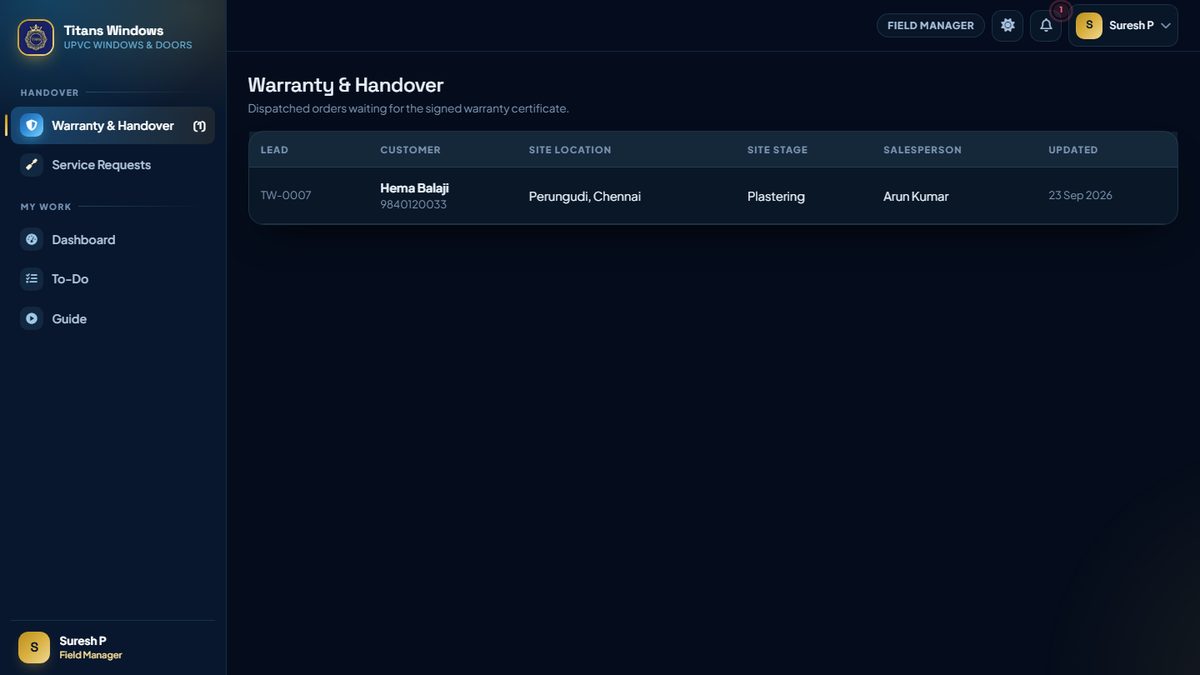 Titans Windows
UPVC WINDOWS & DOORS
FIELD MANAGER
1
S
Suresh P
HANDOVER
Warranty & Handover (1)
Service Requests
MY WORK
Dashboard
To-Do
Guide
Warranty & Handover
Dispatched orders waiting for the signed warranty certificate.
LEAD CUSTOMER SITE LOCATION SITE STAGE SALESPERSON UPDATED
TW-0007 Hema Balaji Perungudi, Chennai Plastering Arun Kumar 23 Sep 2026
9840120033
S
Suresh P
Field Manager